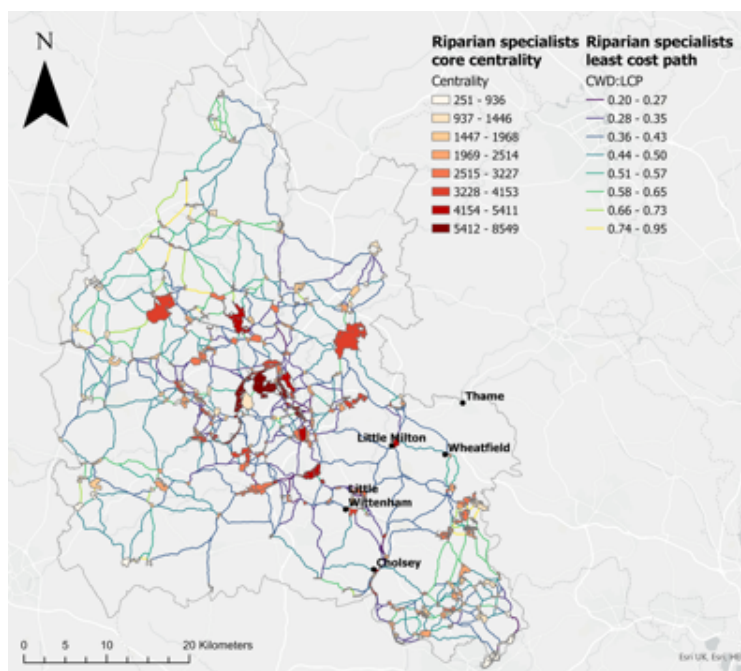 N
Riparian specialists
core centrality
Centrality
251 - 936
937 - 1446
1447 - 1968
1969 - 2514
2515 - 3227
3228 - 4153
4154 - 5411
5412 - 8549
Riparian specialists
least cost path
CWD:LCP
0.20 - 0.27
0.28 - 0.35
0.36 - 0.43
0.44 - 0.50
0.51 - 0.57
0.58 - 0.65
0.66 - 0.73
0.74 - 0.95
Thame
Little Milton
Wheatfield
Little
Wittenham
Cholsey
0 5 10 20 Kilometers
Esri UK, Esri,